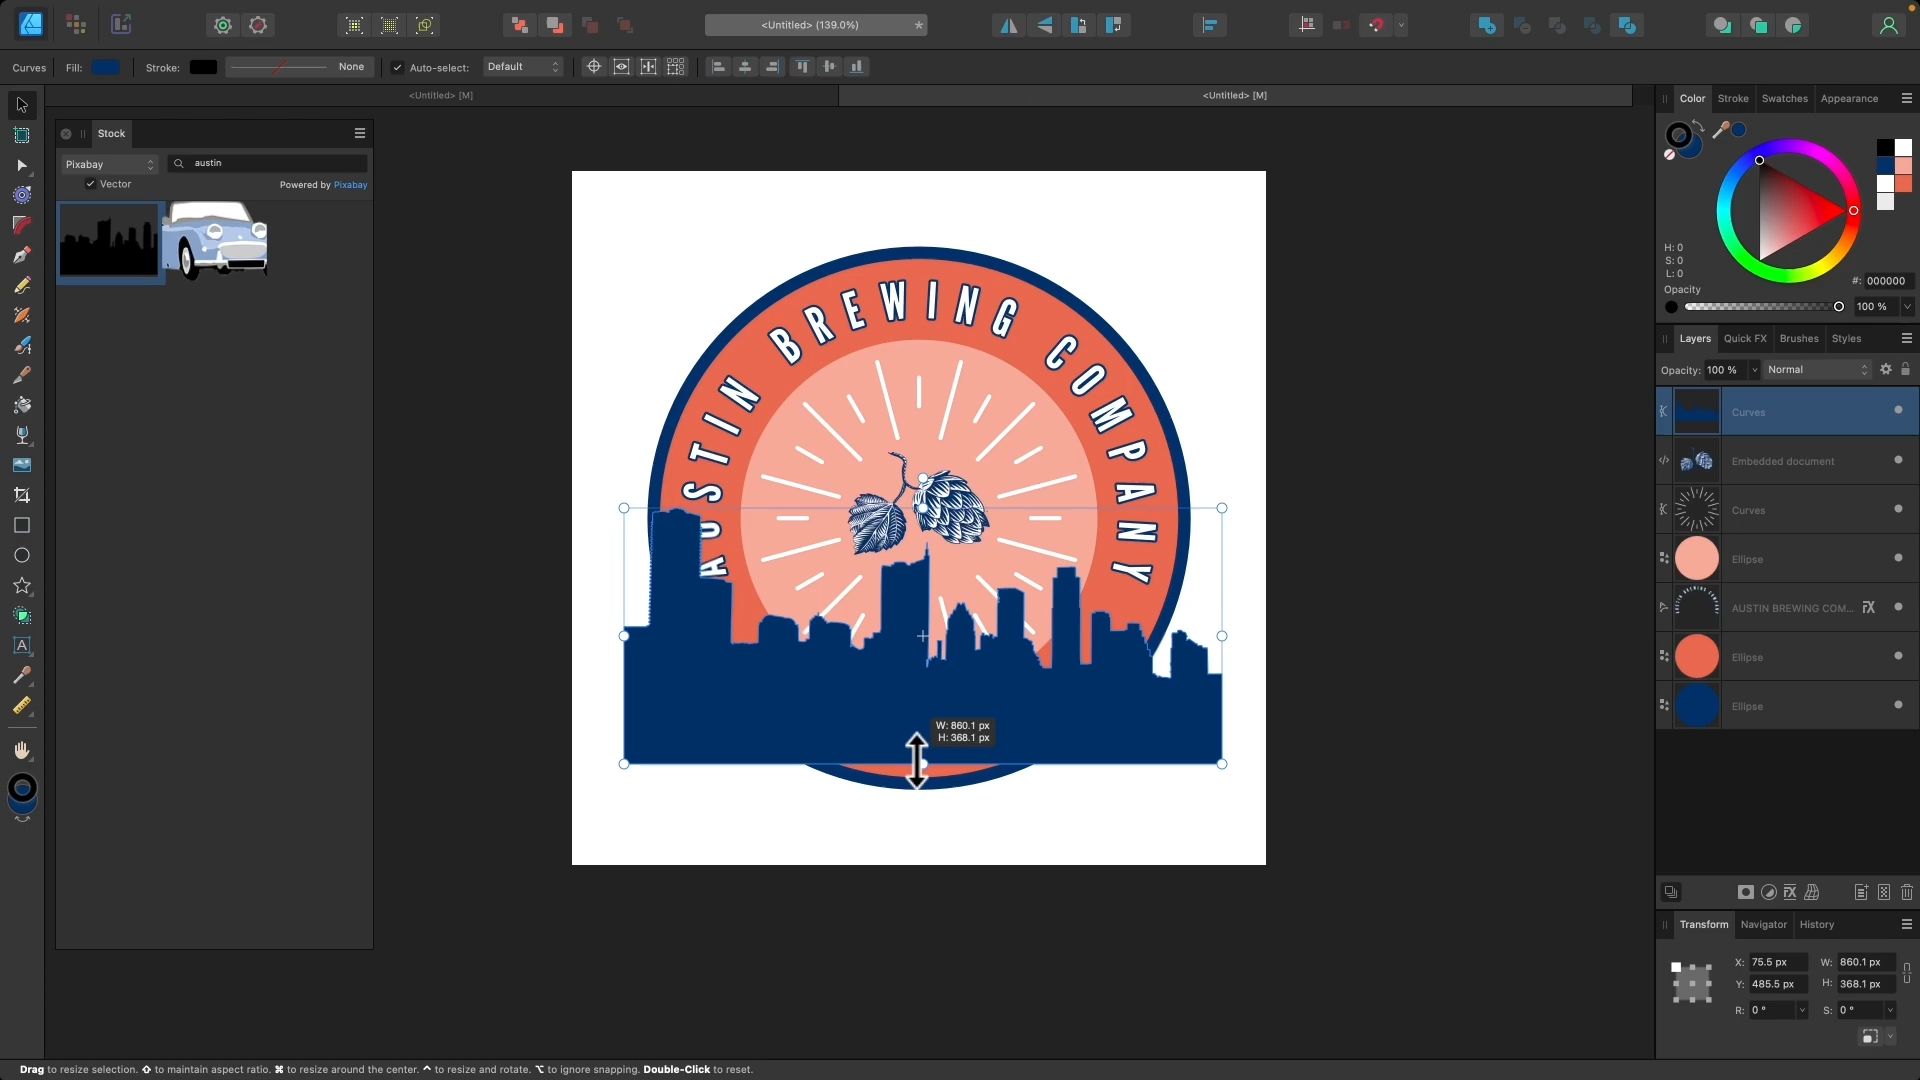 <Untitled> (139.0%)
*
Curves
Fill:
Stroke:
None
Auto-select:
Default
<Untitled> [M]
<Untitled> [M]
Stock
Pixabay
austin
Vector
Powered by Pixabay
AUSTIN BREWING COMPANY
W: 860.1 px
H: 368.1 px
Color
Stroke
Swatches
Appearance
H: 0
S: 0
L: 0
#: 000000
Opacity
100 %
Layers
Quick FX
Brushes
Styles
Opacity: 100 %
Normal
Curves
Embedded document
Curves
Ellipse
AUSTIN BREWING COM...
Ellipse
Ellipse
Transform
Navigator
History
X: 75.5 px
W: 860.1 px
Y: 485.5 px
H: 368.1 px
R: 0 °
S: 0 °
Drag to resize selection. ⇧ to maintain aspect ratio. ⌘ to resize around the center. ^ to resize and rotate. ⌥ to ignore snapping. Double-Click to reset.